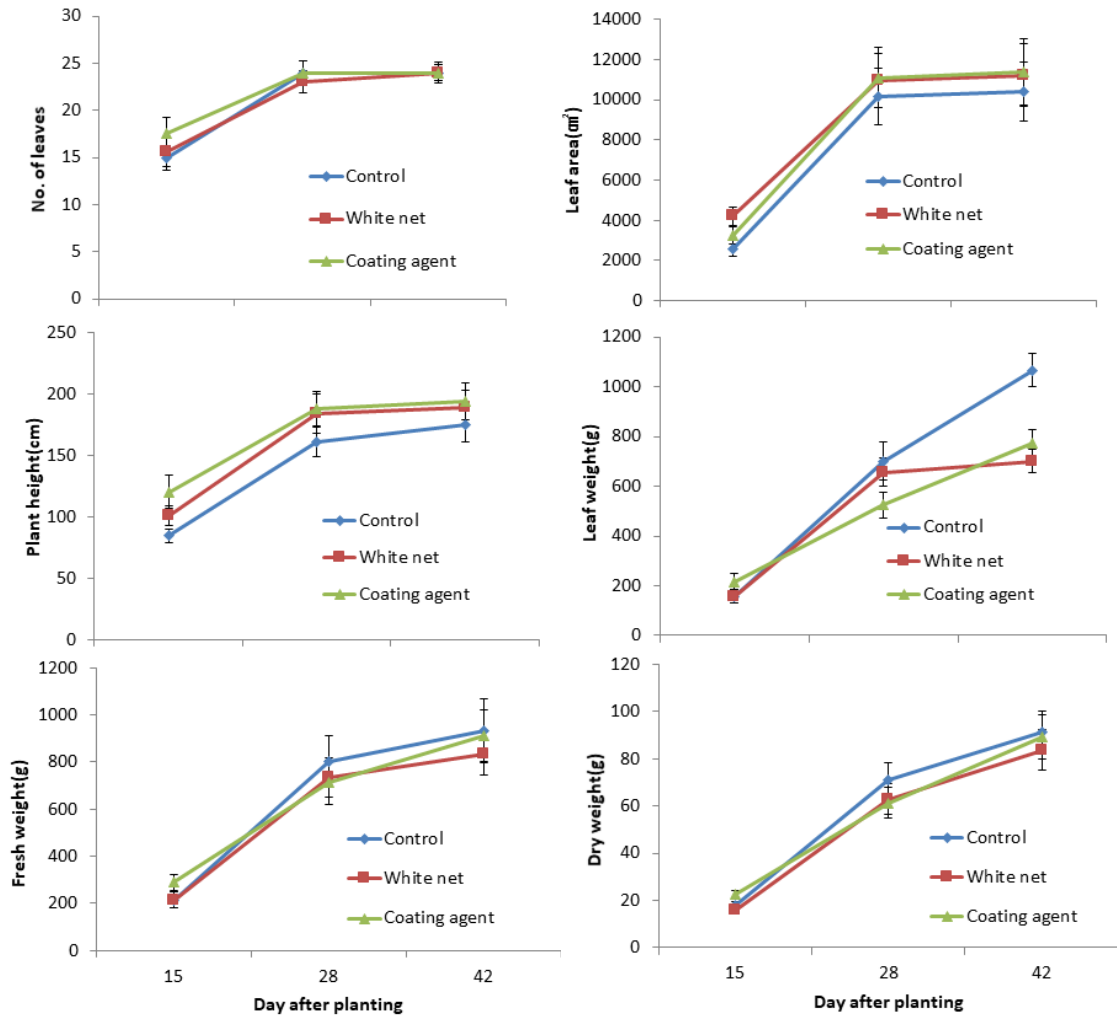 30
25
20
15
10
5
0
No. of leaves
Control
White net
Coating agent
14000
12000
10000
8000
6000
4000
2000
0
Leaf area(㎠)
Control
White net
Coating agent
250
200
150
100
50
0
Plant height(cm)
Control
White net
Coating agent
1200
1000
800
600
400
200
0
Leaf weight(g)
Control
White net
Coating agent
1200
1000
800
600
400
200
0
Fresh weight(g)
Control
White net
Coating agent
15 28 42
Day after planting
120
100
80
60
40
20
0
Dry weight(g)
Control
White net
Coating agent
15 28 42
Day after planting